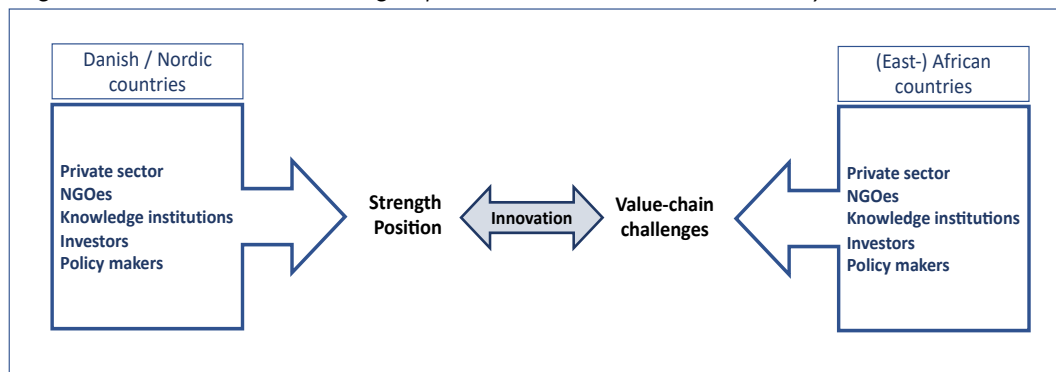 Danish / Nordic
countries
Private sector
NGOes
Knowledge institutions
Investors
Policy makers
Strength
Position
Innovation
Value-chain
challenges
(East-) African
countries
Private sector
NGOes
Knowledge institutions
Investors
Policy makers